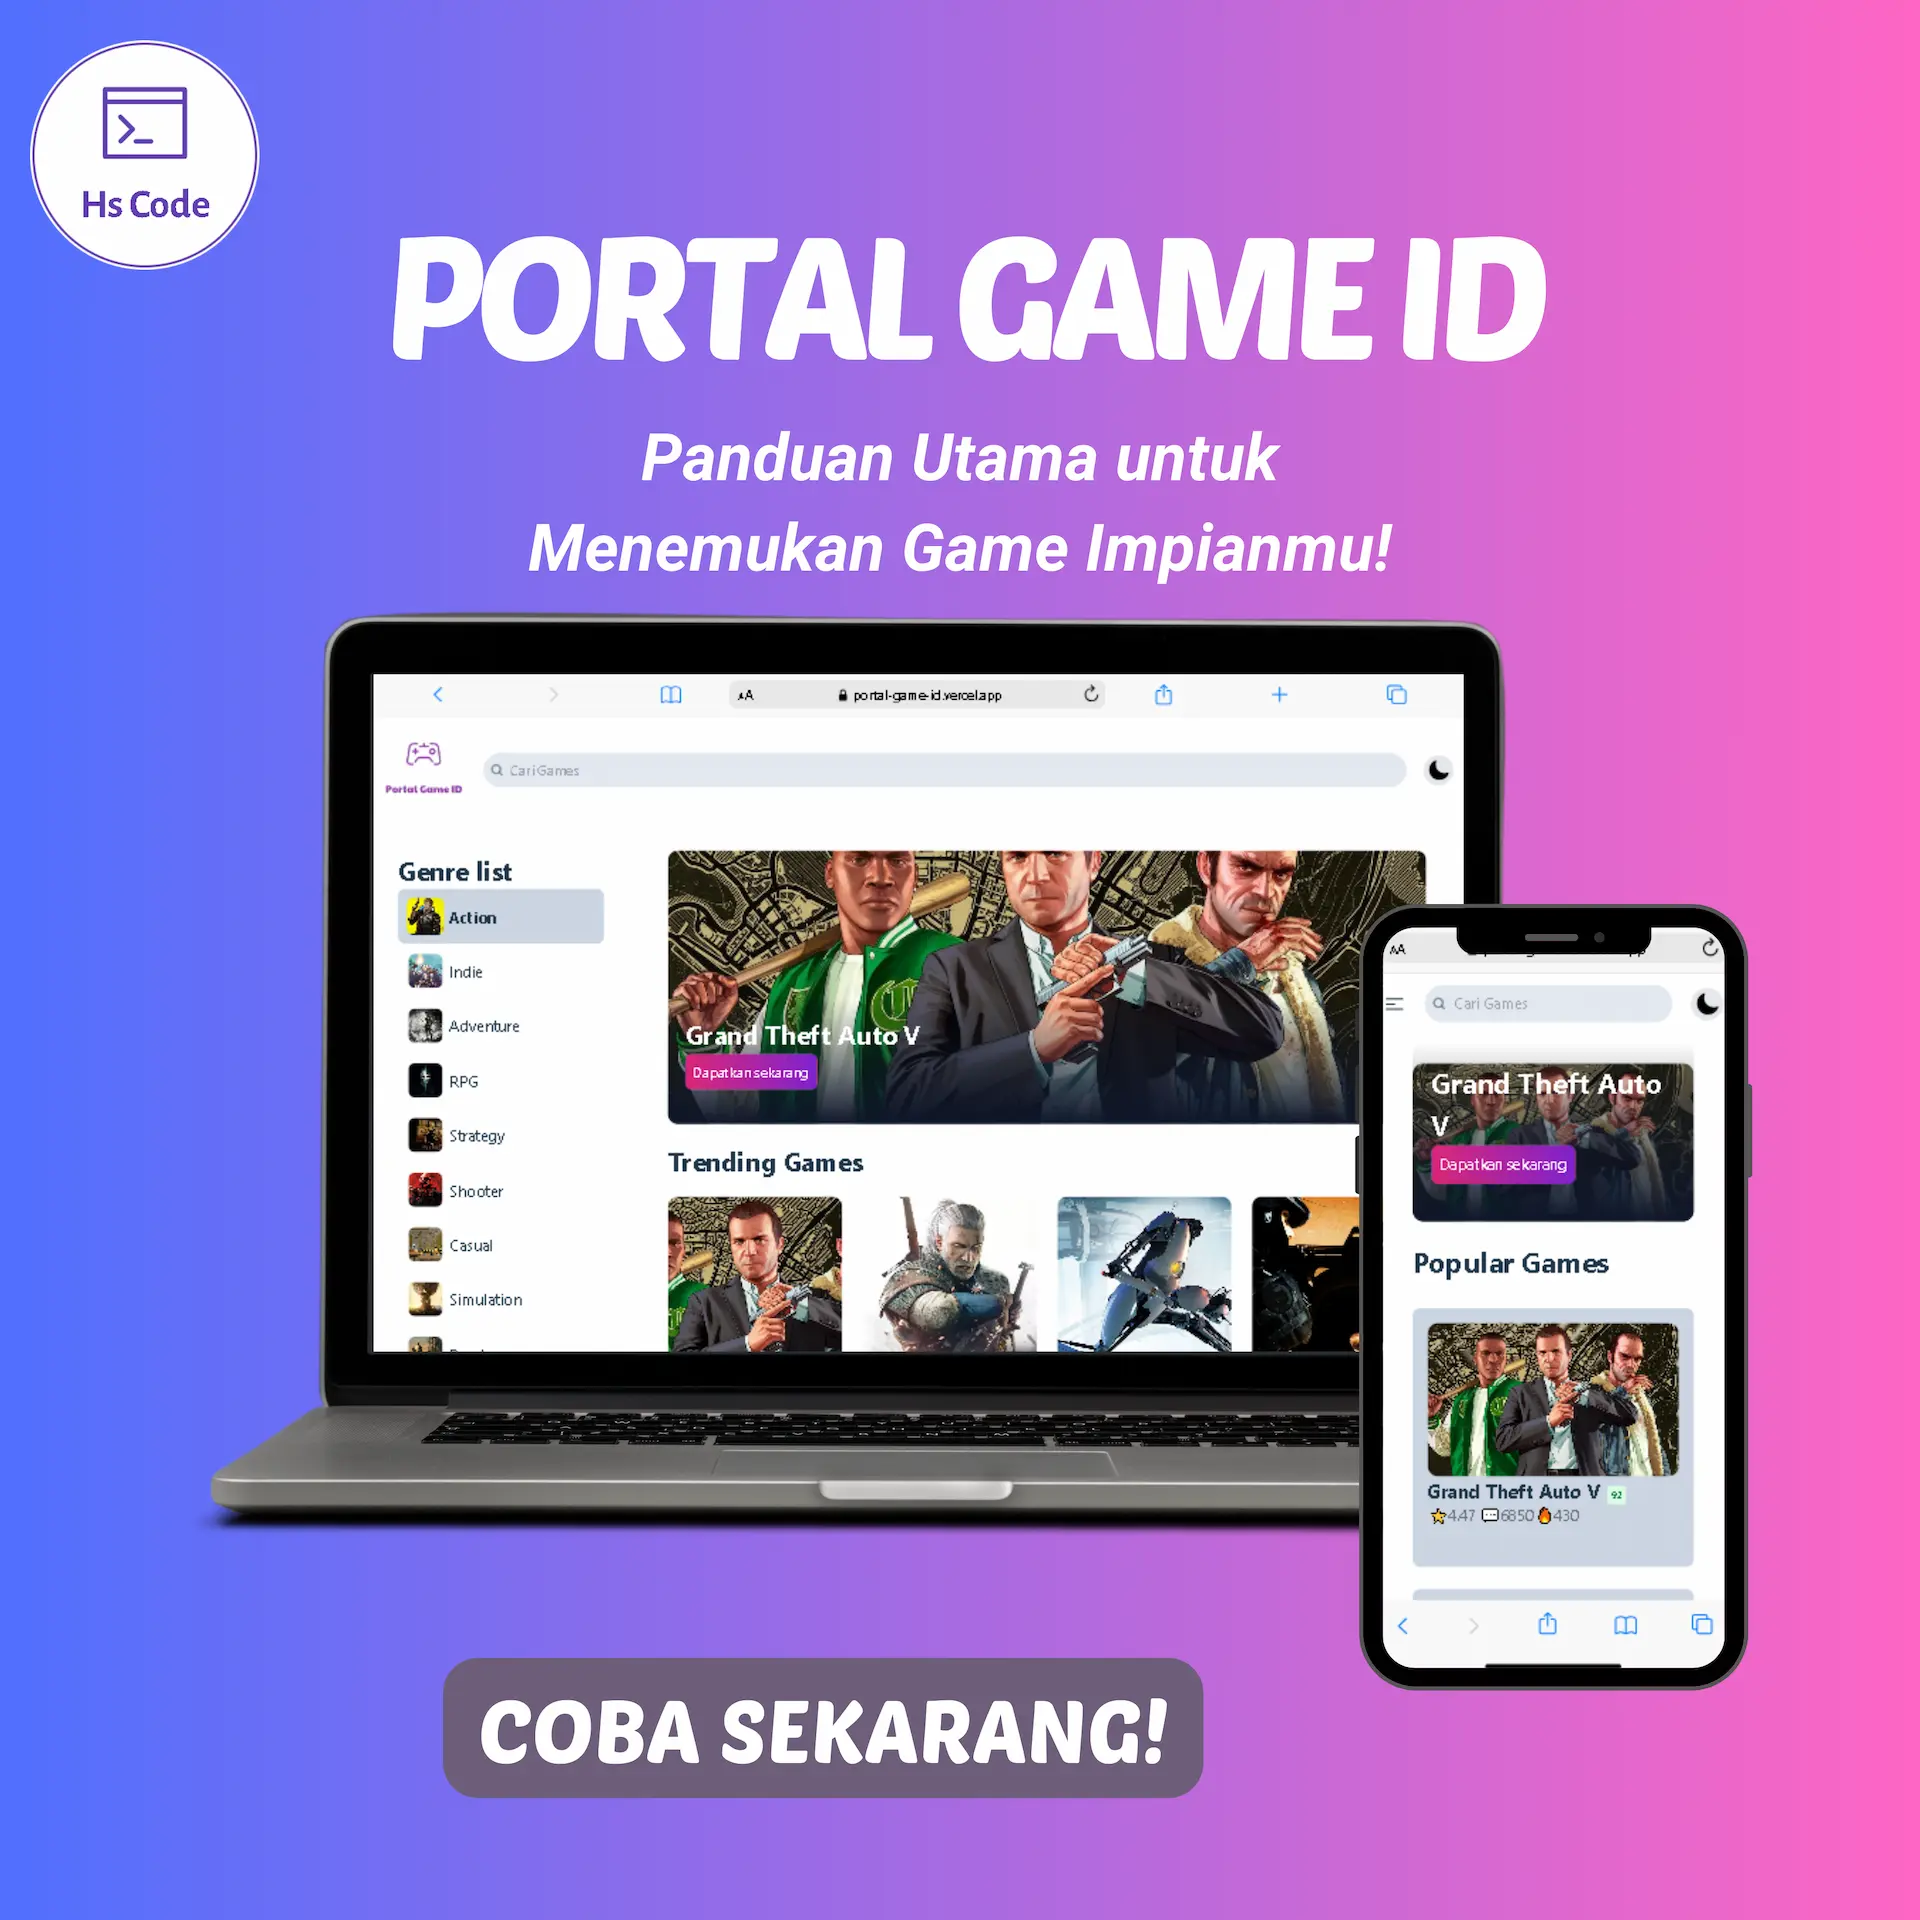 Hs Code
PORTAL GAME ID
Panduan Utama untuk
Menemukan Game Impianmu!
AA
portal-game-id.vercel.app
Portal Game ID
Cari Games
Genre list
Action
Indie
Adventure
RPG
Strategy
Shooter
Casual
Simulation
Grand Theft Auto V
Dapatkan sekarang
Trending Games
AA
Cari Games
Grand Theft Auto
V
Dapatkan sekarang
Popular Games
Grand Theft Auto V 92
4.47 6850 430
COBA SEKARANG!